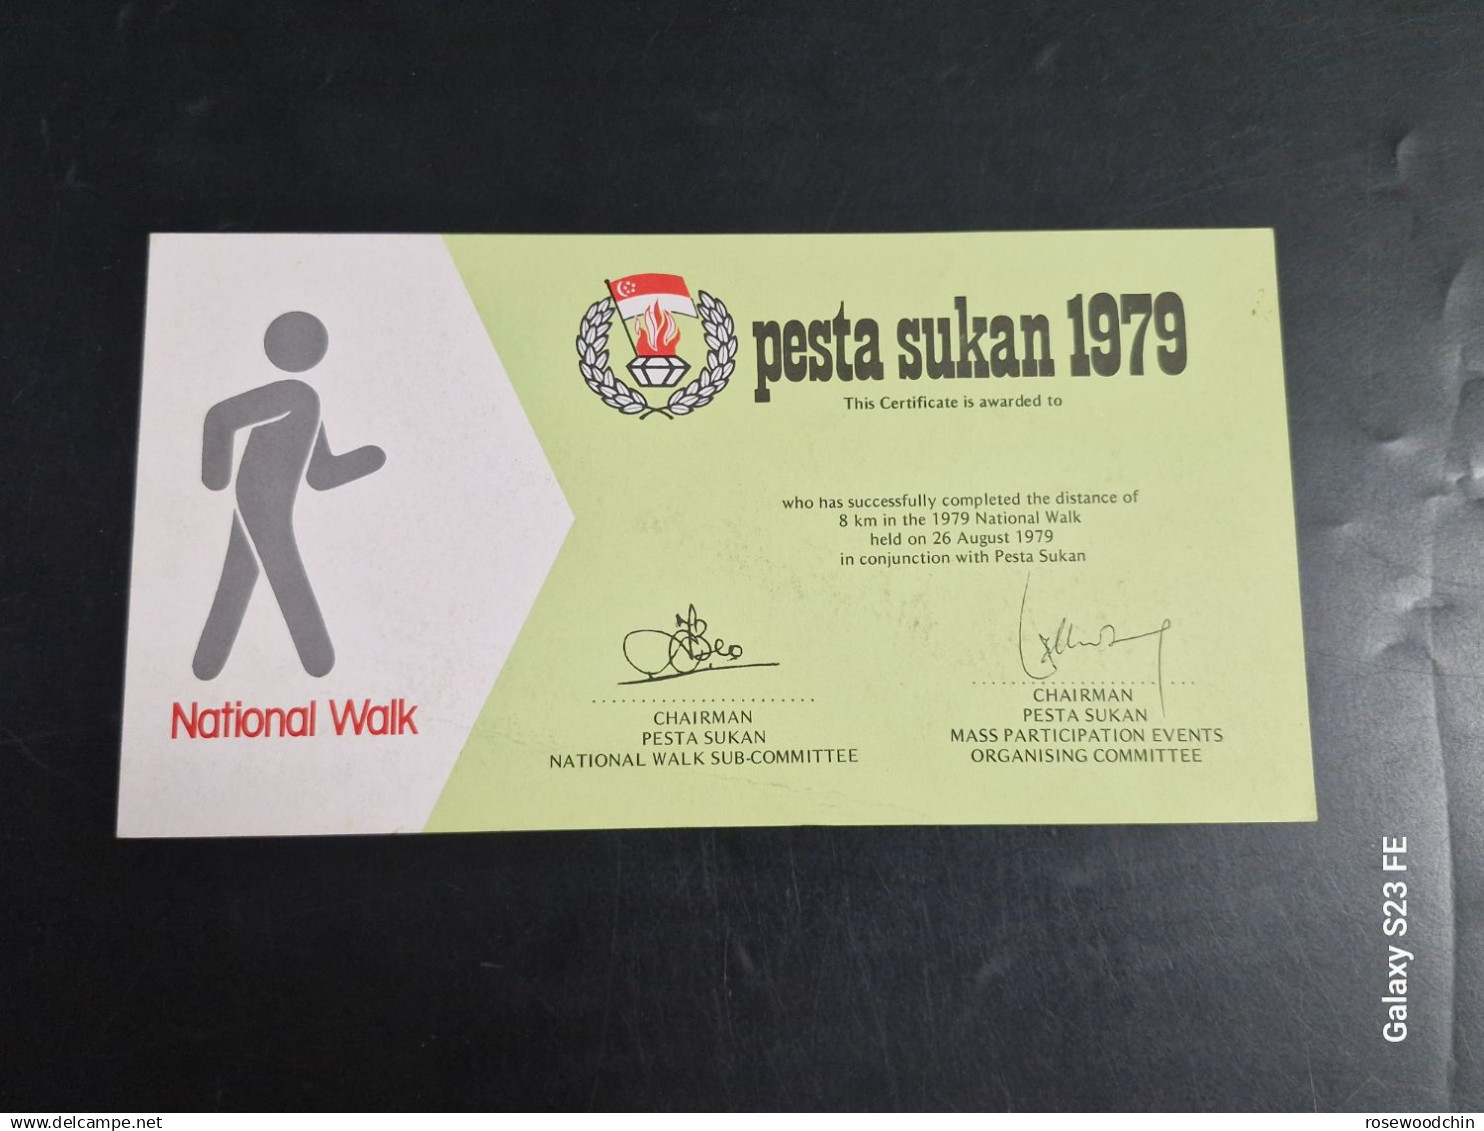 pesta sukan 1979
This Certificate is awarded to
who has successfully completed the distance of
8 km in the 1979 National Walk
held on 26 August 1979
in conjunction with Pesta Sukan
National Walk
CHAIRMAN
PESTA SUKAN
NATIONAL WALK SUB-COMMITTEE
CHAIRMAN
PESTA SUKAN
MASS PARTICIPATION EVENTS
ORGANISING COMMITTEE
Galaxy S23 FE
delcampe.net
rosewoodchin